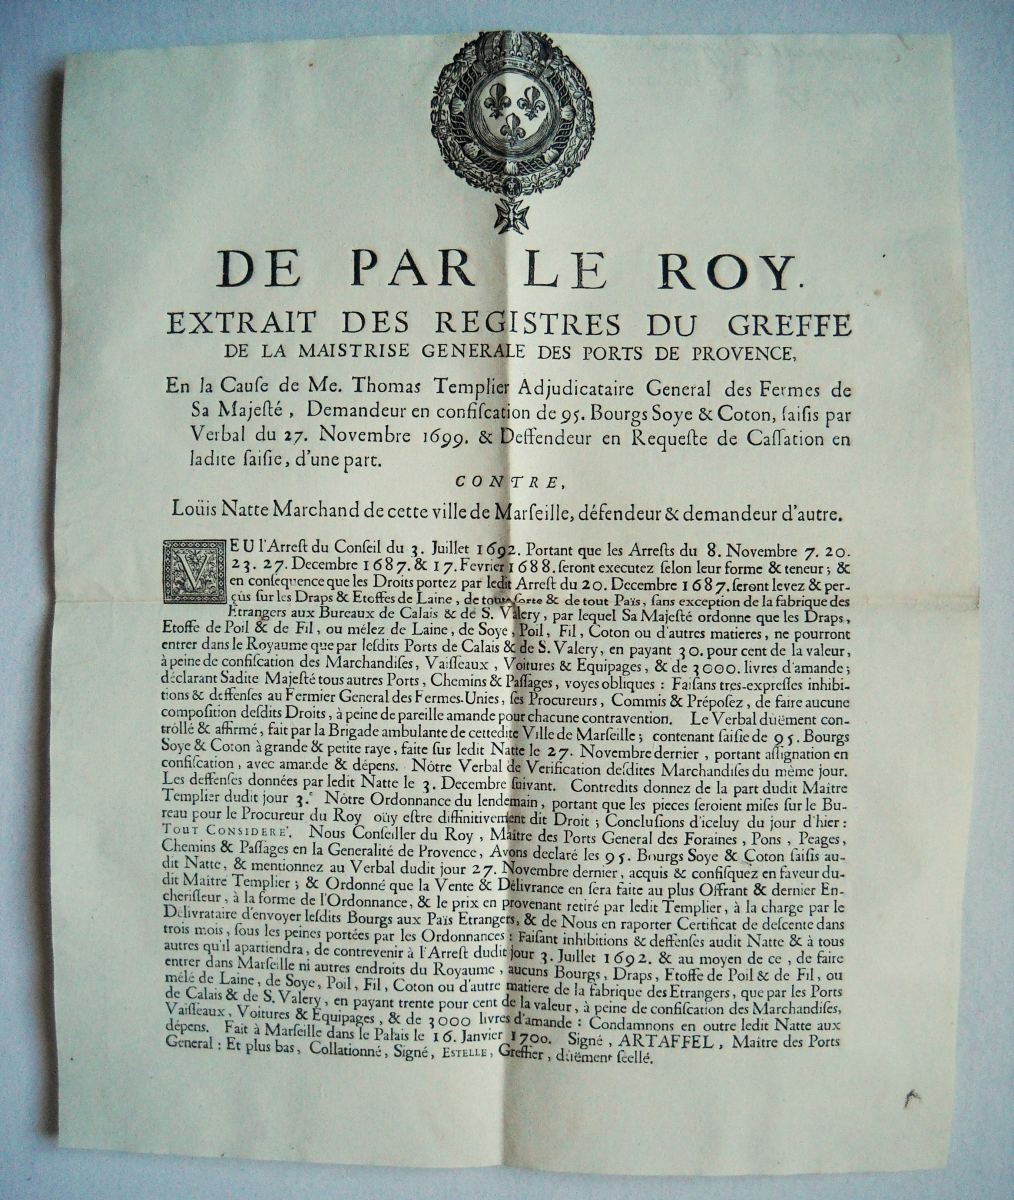 DE PAR LE ROY.
EXTRAIT DES REGISTRES DU GREFFE
DE LA MAISTRISE GENERALE DES PORTS DE PROVENCE,
En la Cauſe de Me. Thomas Templier Adjudicataire General des Fermes de
Sa Majeſté, Demandeur en confiſcation de 95. Bourgs Soye & Coton, ſaiſis par
Verbal du 27. Novembre 1699. & Deffendeur en Requeſte de Caſſation en
ladite ſaiſie, d'une part.
CONTRE,
Loüis Natte Marchand de cette ville de Marſeille, défendeur & demandeur d'autre.
VEU l'Arreſt du Conſeil du 3. Juillet 1692. Portant que les Arreſts du 8. Novembre 7. 20.
23. 27. Decembre 1687. & 17. Fevrier 1688. ſeront executez ſelon leur forme & teneur; &
en conſequence que les Droits portez par ledit Arreſt du 20. Decembre 1687. ſeront levez & per-
çûs ſur les Draps & Etoffes de Laine, de toute ſorte & de tout Païs, ſans exception de la fabrique des
Etrangers aux Bureaux de Calais & de S. Valery, par lequel Sa Majeſté ordonne que les Draps,
Etoffe de Poil & de Fil, ou mêlez de Laine, de Soye, Poil, Fil, Coton ou d'autres matieres, ne pourront
entrer dans le Royaume que par leſdits Ports de Calais & de S. Valery, en payant 30. pour cent de la valeur,
à peine de confiſcation des Marchandiſes, Vaiſſeaux, Voitures & Equipages, & de 3000. livres d'amande;
déclarant Sadite Majeſté tous autres Ports, Chemins & Paſſages, voyes obliques: Faiſans tres-expreſſes inhibi-
tions & deffenſes au Fermier General des Fermes-Unies, ſes Procureurs, Commis & Prépoſez, de faire aucune
compoſition deſdits Droits, à peine de pareille amande pour chacune contravention. Le Verbal düëment con-
trollé & affirmé, fait par la Brigade ambulante de cettedite Ville de Marſeille; contenant ſaiſie de 95. Bourgs
Soye & Coton à grande & petite raye, faite ſur ledit Natte le 27. Novembre dernier, portant aſſignation en
confiſcation, avec amande & dépens. Nôtre Verbal de Verification deſdites Marchandiſes du même jour.
Les deffenſes données par ledit Natte le 3. Decembre ſuivant. Contredits donnez de la part dudit Maitre
Templier dudit jour 3.e Nôtre Ordonnance du lendemain, portant que les pieces ſeroient miſes ſur le Bu-
reau pour le Procureur du Roy oüy eſtre diffinitivement dit Droit; Concluſions d'iceluy du jour d'hier:
TOUT CONSIDERE'. Nous Conſeiller du Roy, Maître des Ports General des Foraines, Pons, Peages,
Chemins & Paſſages en la Generalité de Provence, Avons declaré les 95. Bourgs Soye & Coton ſaiſis au-
dit Natte, & mentionnez au Verbal dudit jour 27. Novembre dernier, acquis & confiſquez en faveur du-
dit Maitre Templier; & Ordonné que la Vente & Délivrance en ſera faite au plus Offrant & dernier En-
cheriſſeur, à la forme de l'Ordonnance, & le prix en provenant retiré par ledit Templier, à la charge par le
Délivrataire d'envoyer leſdits Bourgs aux Païs Etrangers, & de Nous en raporter Certificat de deſcente dans
trois mois, ſous les peines portées par les Ordonnances: Faiſant inhibitions & deffenſes audit Natte & à tous
autres qu'il apartiendra, de contrevenir à l'Arreſt dudit jour 3. Juillet 1692. & au moyen de ce, de faire
entrer dans Marſeille ni autres endroits du Royaume, aucuns Bourgs, Draps, Etoffe de Poil & de Fil, ou
mêlé de Laine, de Soye, Poil, Fil, Coton ou d'autre matiere de la fabrique des Etrangers, que par les Ports
de Calais & de S. Valery, en payant trente pour cent de la valeur, à peine de confiſcation des Marchandiſes,
Vaiſſeaux, Voitures & Equipages, & de 3000 livres d'amande: Condamnons en outre ledit Natte aux
dépens. Fait à Marſeille dans le Palais le 16. Janvier 1700. Signé, ARTAFFEL, Maitre des Ports
General: Et plus bas, Collationné, Signé, ESTELLE, Greffier, düëment ſcellé.